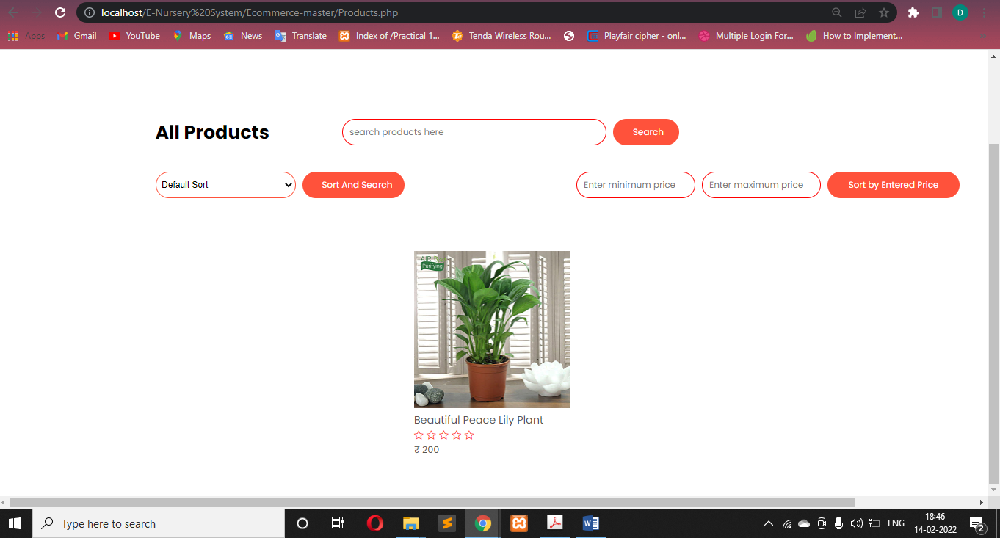 localhost/E-Nursery%20System/Ecommerce-master/Products.php
D
Apps Gmail YouTube Maps News Translate Index of /Practical 1... Tenda Wireless Rou... Playfair cipher - onl... Multiple Login For... How to Implement...
All Products search products here Search
Default Sort Sort And Search Enter minimum price Enter maximum price Sort by Entered Price
AIR
Purifying
Beautiful Peace Lily Plant
₹ 200
Type here to search
ENG
18:46
14-02-2022
2